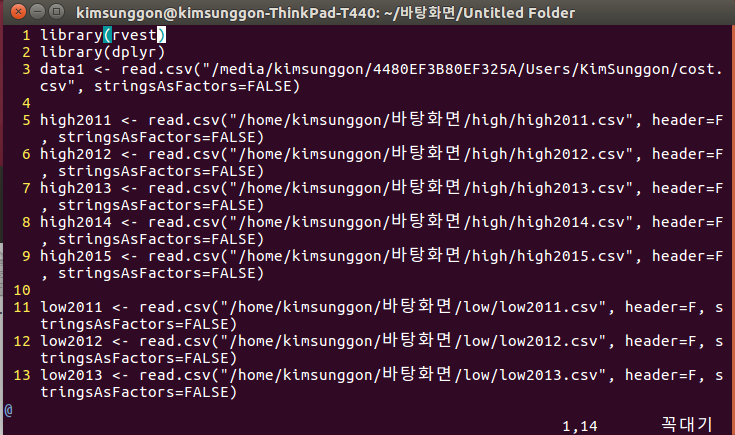 kimsunggon@kimsunggon-ThinkPad-T440: ~/바탕화면/Untitled Folder
1 library(rvest)
2 library(dplyr)
3 data1 <- read.csv("/media/kimsunggon/4480EF3B80EF325A/Users/KimSunggon/cost.
csv", stringsAsFactors=FALSE)
4
5 high2011 <- read.csv("/home/kimsunggon/바탕화면/high/high2011.csv", header=F
, stringsAsFactors=FALSE)
6 high2012 <- read.csv("/home/kimsunggon/바탕화면/high/high2012.csv", header=F
, stringsAsFactors=FALSE)
7 high2013 <- read.csv("/home/kimsunggon/바탕화면/high/high2013.csv", header=F
, stringsAsFactors=FALSE)
8 high2014 <- read.csv("/home/kimsunggon/바탕화면/high/high2014.csv", header=F
, stringsAsFactors=FALSE)
9 high2015 <- read.csv("/home/kimsunggon/바탕화면/high/high2015.csv", header=F
, stringsAsFactors=FALSE)
10
11 low2011 <- read.csv("/home/kimsunggon/바탕화면/low/low2011.csv", header=F, s
tringsAsFactors=FALSE)
12 low2012 <- read.csv("/home/kimsunggon/바탕화면/low/low2012.csv", header=F, s
tringsAsFactors=FALSE)
13 low2013 <- read.csv("/home/kimsunggon/바탕화면/low/low2013.csv", header=F, s
tringsAsFactors=FALSE)
@
1,14 꼭대기